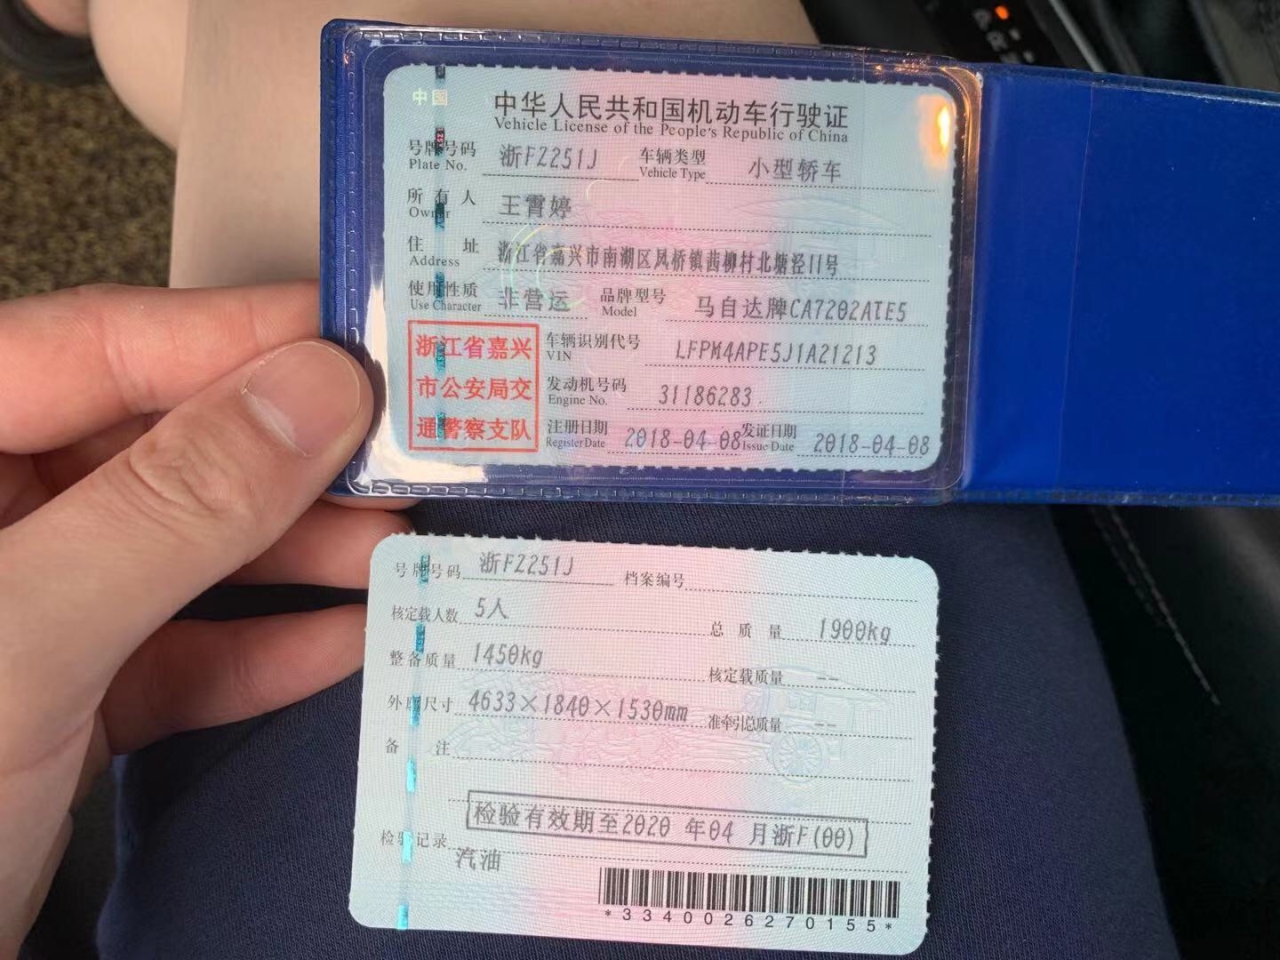 中国
中华人民共和国机动车行驶证
Vehicle License of the People's Republic of China
号牌号码 Plate No. 浙FZ251J 车辆类型 Vehicle Type 小型轿车
所有人 Owner 王霄婷
住址 Address 浙江省嘉兴市南湖区凤桥镇茜柳村北塘泾11号
使用性质 Use Character 非营运 品牌型号 Model 马自达牌CA7202ATE5
浙江省嘉兴市公安局交通警察支队
车辆识别代号 VIN LFPM4APE5J1A21213
发动机号码 Engine No. 31186283
注册日期 Register Date 2018-04-08 发证日期 Issue Date 2018-04-08
号牌号码 浙FZ251J 档案编号
核定载人数 5人 总质量 1900kg
整备质量 1450kg 核定载质量 --
外廓尺寸 4633×1840×1530mm 准牵引总质量 --
备注
检验有效期至2020年04月浙F(00)
检验记录
汽油
*3340026270155*